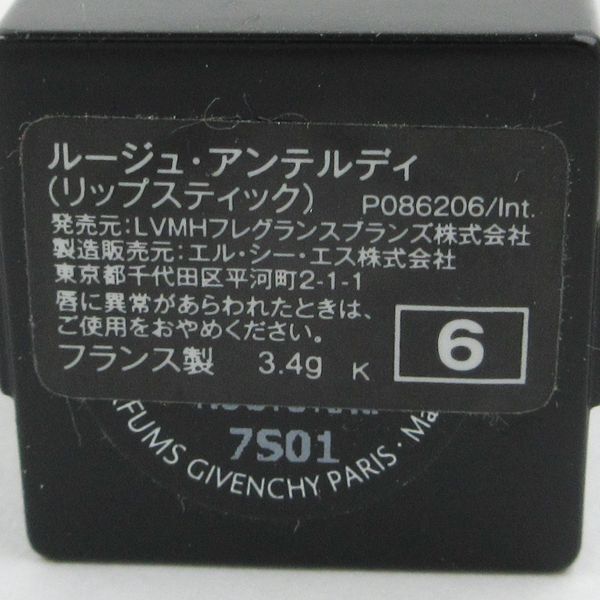 ルージュ・アンテルディ
(リップスティック) P086206/Int.
発売元:LVMHフレグランスブランズ株式会社
製造販売元:エル・シー・エス株式会社
東京都千代田区平河町2-1-1
唇に異常があらわれたときは、
ご使用をおやめください。
フランス製 3.4g K 6
7S01
GIVENCHY PARIS